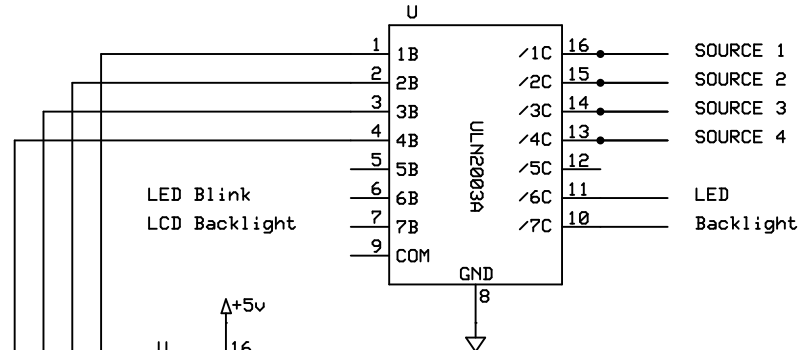 U
1 1B /1C 16 SOURCE 1
2 2B /2C 15 SOURCE 2
3 3B /3C 14 SOURCE 3
4 4B /4C 13 SOURCE 4
5 5B /5C 12
LED Blink 6 6B /6C 11 LED
LCD Backlight 7 7B /7C 10 Backlight
9 COM
ULN2003A
GND
8
+5v
U 16